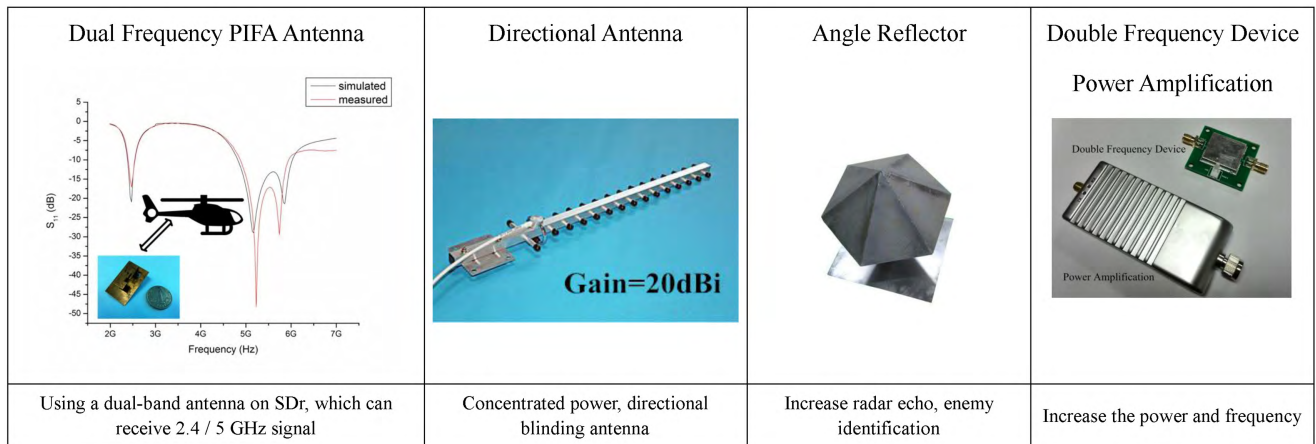 Dual Frequency PIFA Antenna
simulated
measured
5
0
-5
-10
-15
-20
-25
-30
-35
-40
-45
-50
S11 (dB)
2G 3G 4G 5G 6G 7G
Frequency (Hz)
Using a dual-band antenna on SDr, which can
receive 2.4 / 5 GHz signal
Directional Antenna
Gain=20dBi
Concentrated power, directional
blinding antenna
Angle Reflector
Increase radar echo, enemy
identification
Double Frequency Device
Power Amplification
Double Frequency Device
Power Amplification
Increase the power and frequency